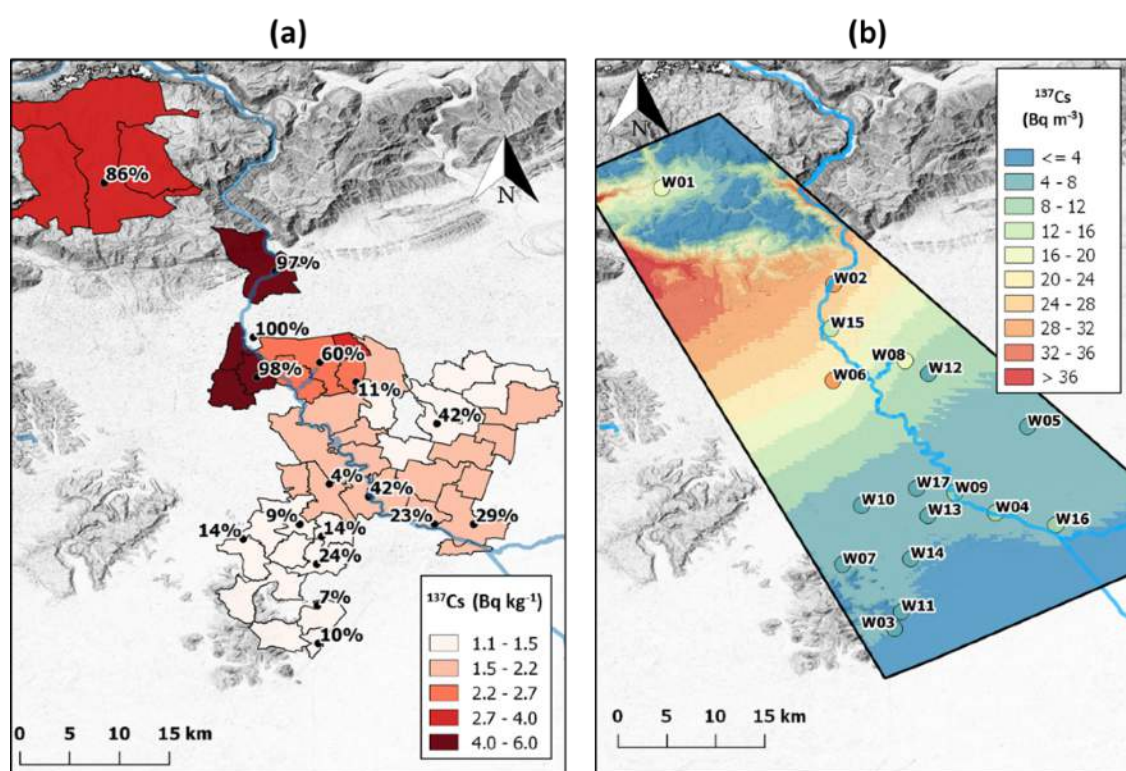 (a)
(b)
N
86%
97%
100%
60%
98%
11%
42%
4%
42%
9%
14%
14%
23%
29%
24%
7%
10%
¹³⁷Cs (Bq kg⁻¹)
1.1 - 1.5
1.5 - 2.2
2.2 - 2.7
2.7 - 4.0
4.0 - 6.0
0 5 10 15 km
N
W01
W02
W15
W08
W12
W06
W05
W17
W09
W10
W13
W04
W16
W14
W07
W11
W03
¹³⁷Cs
(Bq m⁻³)
<= 4
4 - 8
8 - 12
12 - 16
16 - 20
20 - 24
24 - 28
28 - 32
32 - 36
> 36
0 5 10 15 km